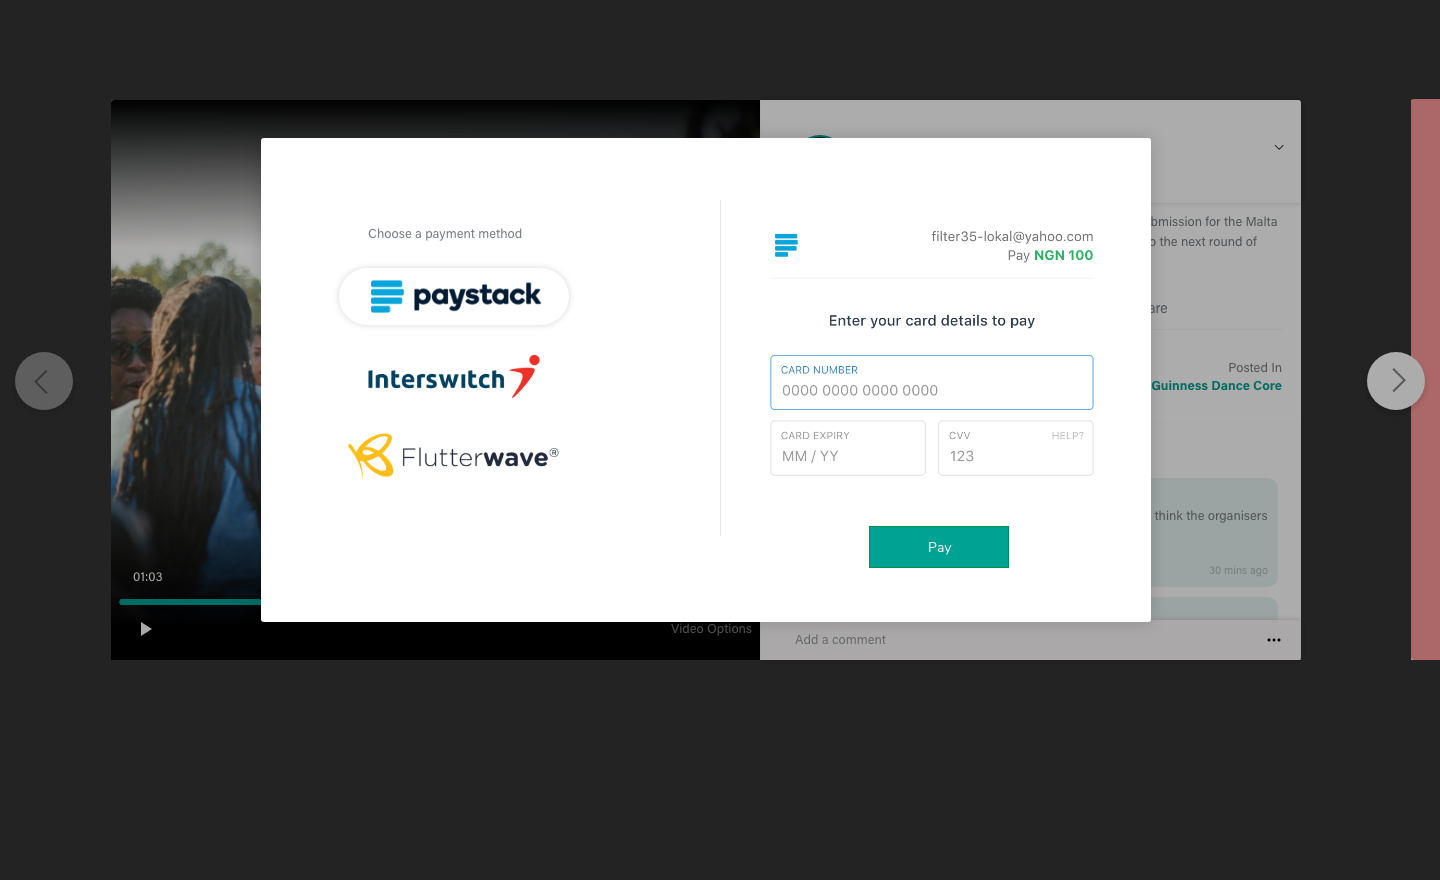 Choose a payment method
paystack
Interswitch
Flutterwave®
filter35-lokal@yahoo.com
Pay NGN 100
Enter your card details to pay
CARD NUMBER
0000 0000 0000 0000
CARD EXPIRY
MM / YY
CVV
HELP?
123
Pay
01:03
Video Options
bmission for the Malta
o the next round of
are
Posted In
Guinness Dance Core
think the organisers
30 mins ago
Add a comment